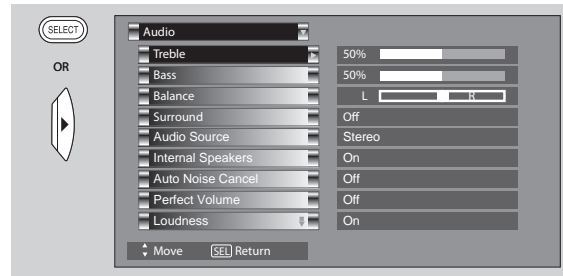 SELECT
OR
Audio
Treble 50%
Bass 50%
Balance L R
Surround Off
Audio Source Stereo
Internal Speakers On
Auto Noise Cancel Off
Perfect Volume Off
Loudness On
Move SEL Return